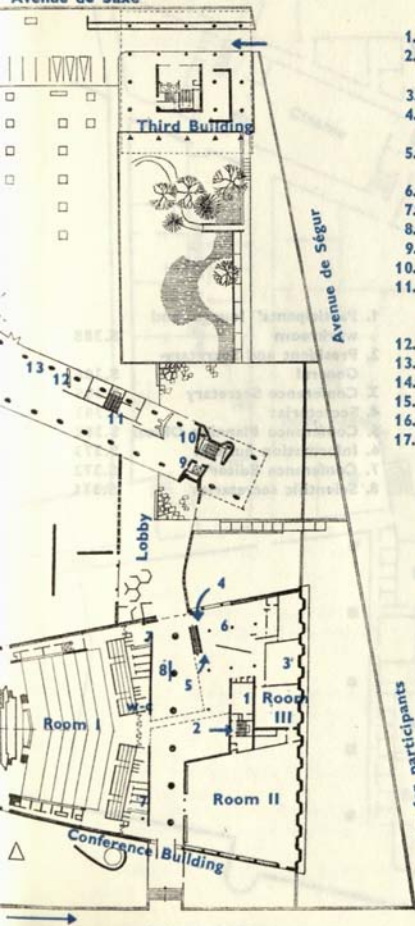 Avenue de Saxe
1.
2.
3.
4.
5.
6.
7.
8.
9.
10.
11.
12.
13.
14.
15.
16.
17.
Third Building
Avenue de Ségur
13
12
11
10
9
Lobby
4
6
7
8
5
3
w-c
1
Room
III
2
Room I
7
Room II
Conference Building
participants